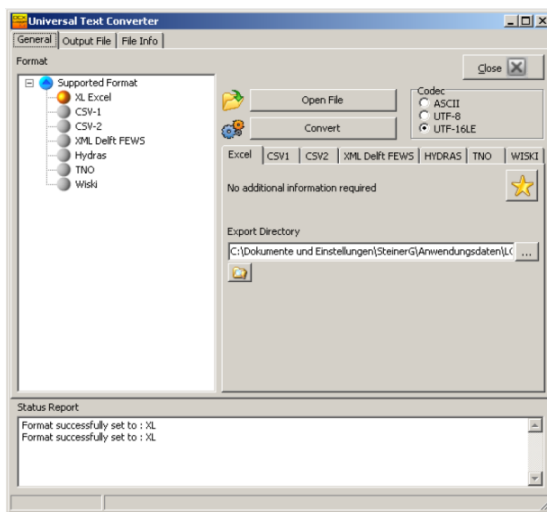 Universal Text Converter
General Output File File Info
Format
Close
Supported Format
XL Excel
CSV-1
CSV-2
XML Delft FEWS
Hydras
TNO
Wiski
Open File
Convert
Codec
ASCII
UTF-8
UTF-16LE
Excel CSV1 CSV2 XML Delft FEWS HYDRAS TNO WISKI
No additional information required
Export Directory
C:\Dokumente und Einstellungen\SteinerG\Anwendungsdaten\
...
Status Report
Format successfully set to : XL
Format successfully set to : XL